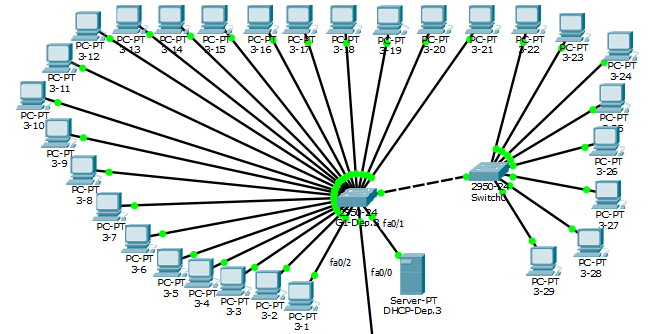 PC-PT
3-12
PC-PT
3-13
PC-PT
3-14
PC-PT
3-15
PC-PT
3-16
PC-PT
3-17
PC-PT
3-18
PC-PT
3-19
PC-PT
3-20
PC-PT
3-21
PC-PT
3-22
PC-PT
3-23
PC-PT
3-24
PC-PT
3-11
PC-PT
3-10
PC-PT
3-25
PC-PT
3-9
PC-PT
3-26
PC-PT
3-8
2950-24
Switch0
PC-PT
3-7
2950-24
fa0/1
PC-PT
3-27
PC-PT
3-6
PC-PT
3-28
PC-PT
3-5
PC-PT
3-4
PC-PT
3-3
PC-PT
3-2
PC-PT
3-1
fa0/2
fa0/0
Server-PT
DHCP-Dep.3
PC-PT
3-29